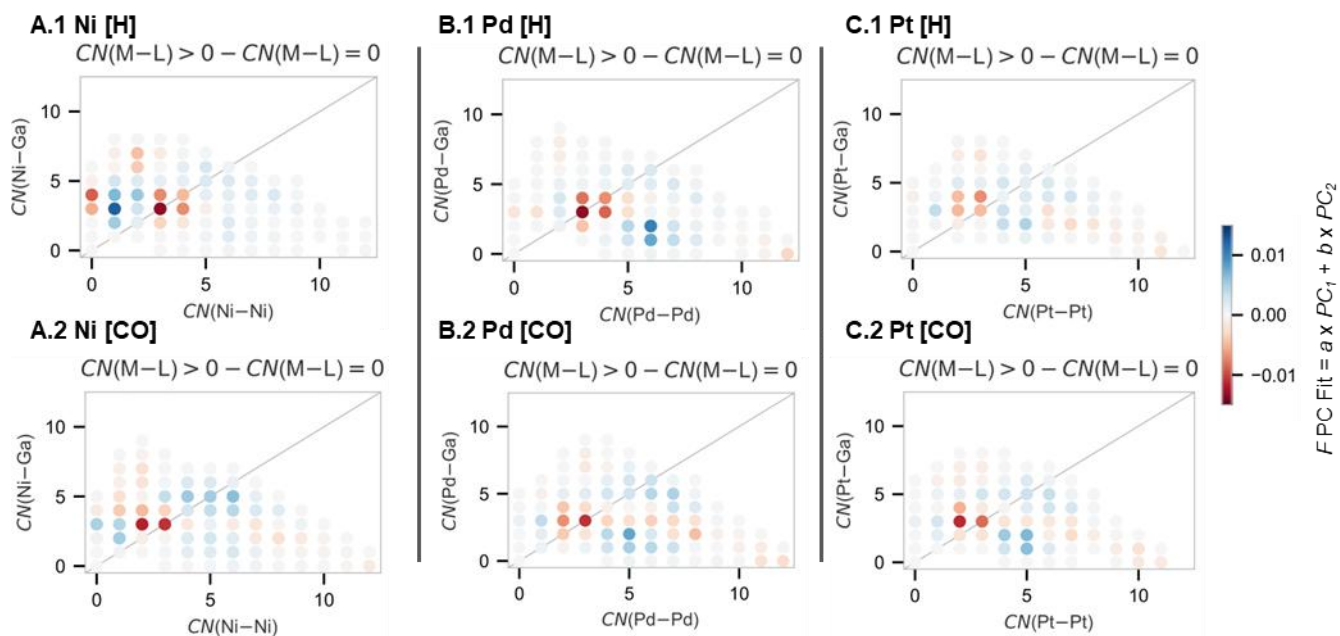 A.1 Ni [H]
CN(M−L) > 0 − CN(M−L) = 0
CN(Ni−Ga)
10
5
0
0 5 10
CN(Ni−Ni)
B.1 Pd [H]
CN(M−L) > 0 − CN(M−L) = 0
CN(Pd−Ga)
10
5
0
0 5 10
CN(Pd−Pd)
C.1 Pt [H]
CN(M−L) > 0 − CN(M−L) = 0
CN(Pt−Ga)
10
5
0
0 5 10
CN(Pt−Pt)
A.2 Ni [CO]
CN(M−L) > 0 − CN(M−L) = 0
CN(Ni−Ga)
10
5
0
0 5 10
CN(Ni−Ni)
B.2 Pd [CO]
CN(M−L) > 0 − CN(M−L) = 0
CN(Pd−Ga)
10
5
0
0 5 10
CN(Pd−Pd)
C.2 Pt [CO]
CN(M−L) > 0 − CN(M−L) = 0
CN(Pt−Ga)
10
5
0
0 5 10
CN(Pt−Pt)
0.01
0.00
−0.01
F PC Fit = a x PC₁ + b x PC₂